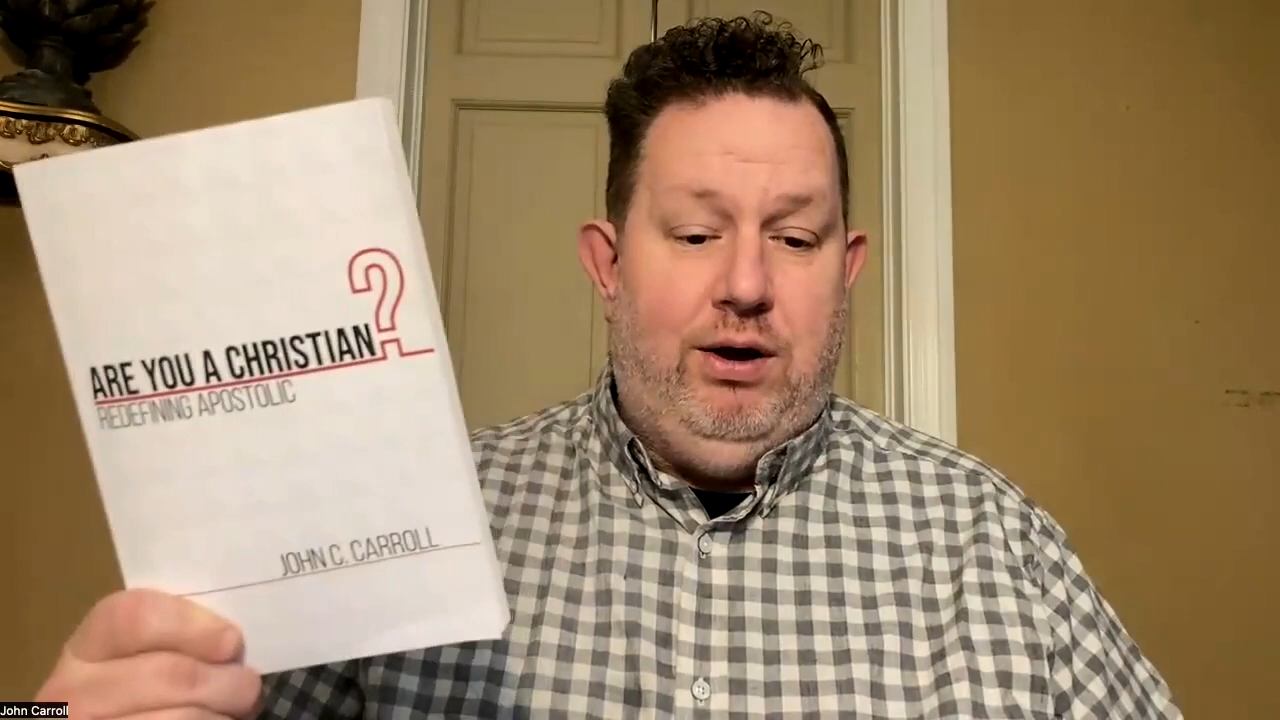 ARE YOU A CHRISTIAN?
REDEFINING APOSTOLIC
JOHN C. CARROLL
John Carroll